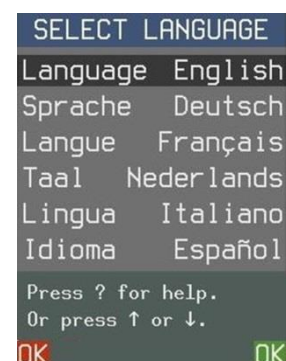 SELECT LANGUAGE
Language English
Sprache Deutsch
Langue Français
Taal Nederlands
Lingua Italiano
Idioma Español
Press ? for help.
Or press ↑ or ↓.
OK OK